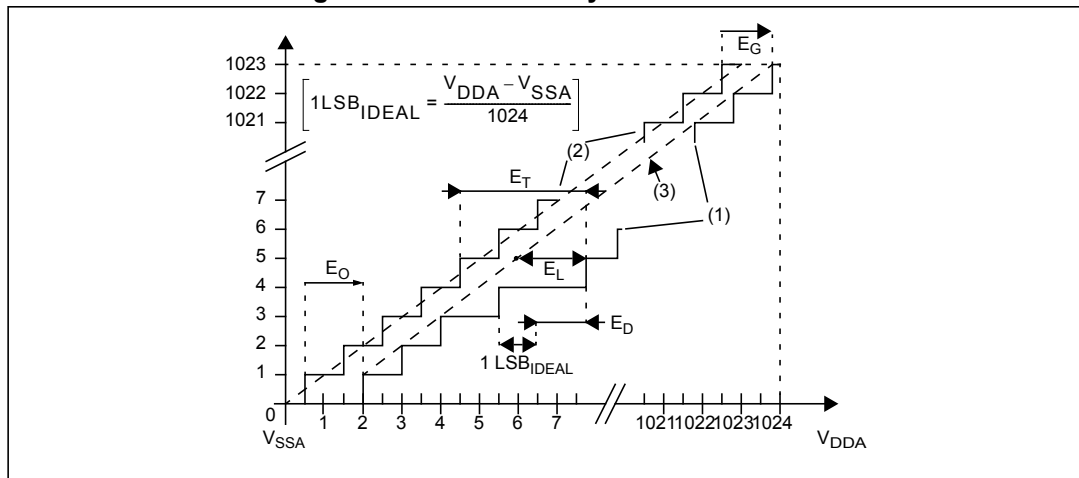 E_G
1023
1022
1021
[1LSB_IDEAL = (V_DDA – V_SSA) / 1024]
(2)
E_T
(3)
7
(1)
6
5
E_L
E_O
4
3
E_D
2
1 LSB_IDEAL
1
0
1 2 3 4 5 6 7 1021 1022 1023 1024
V_SSA
V_DDA